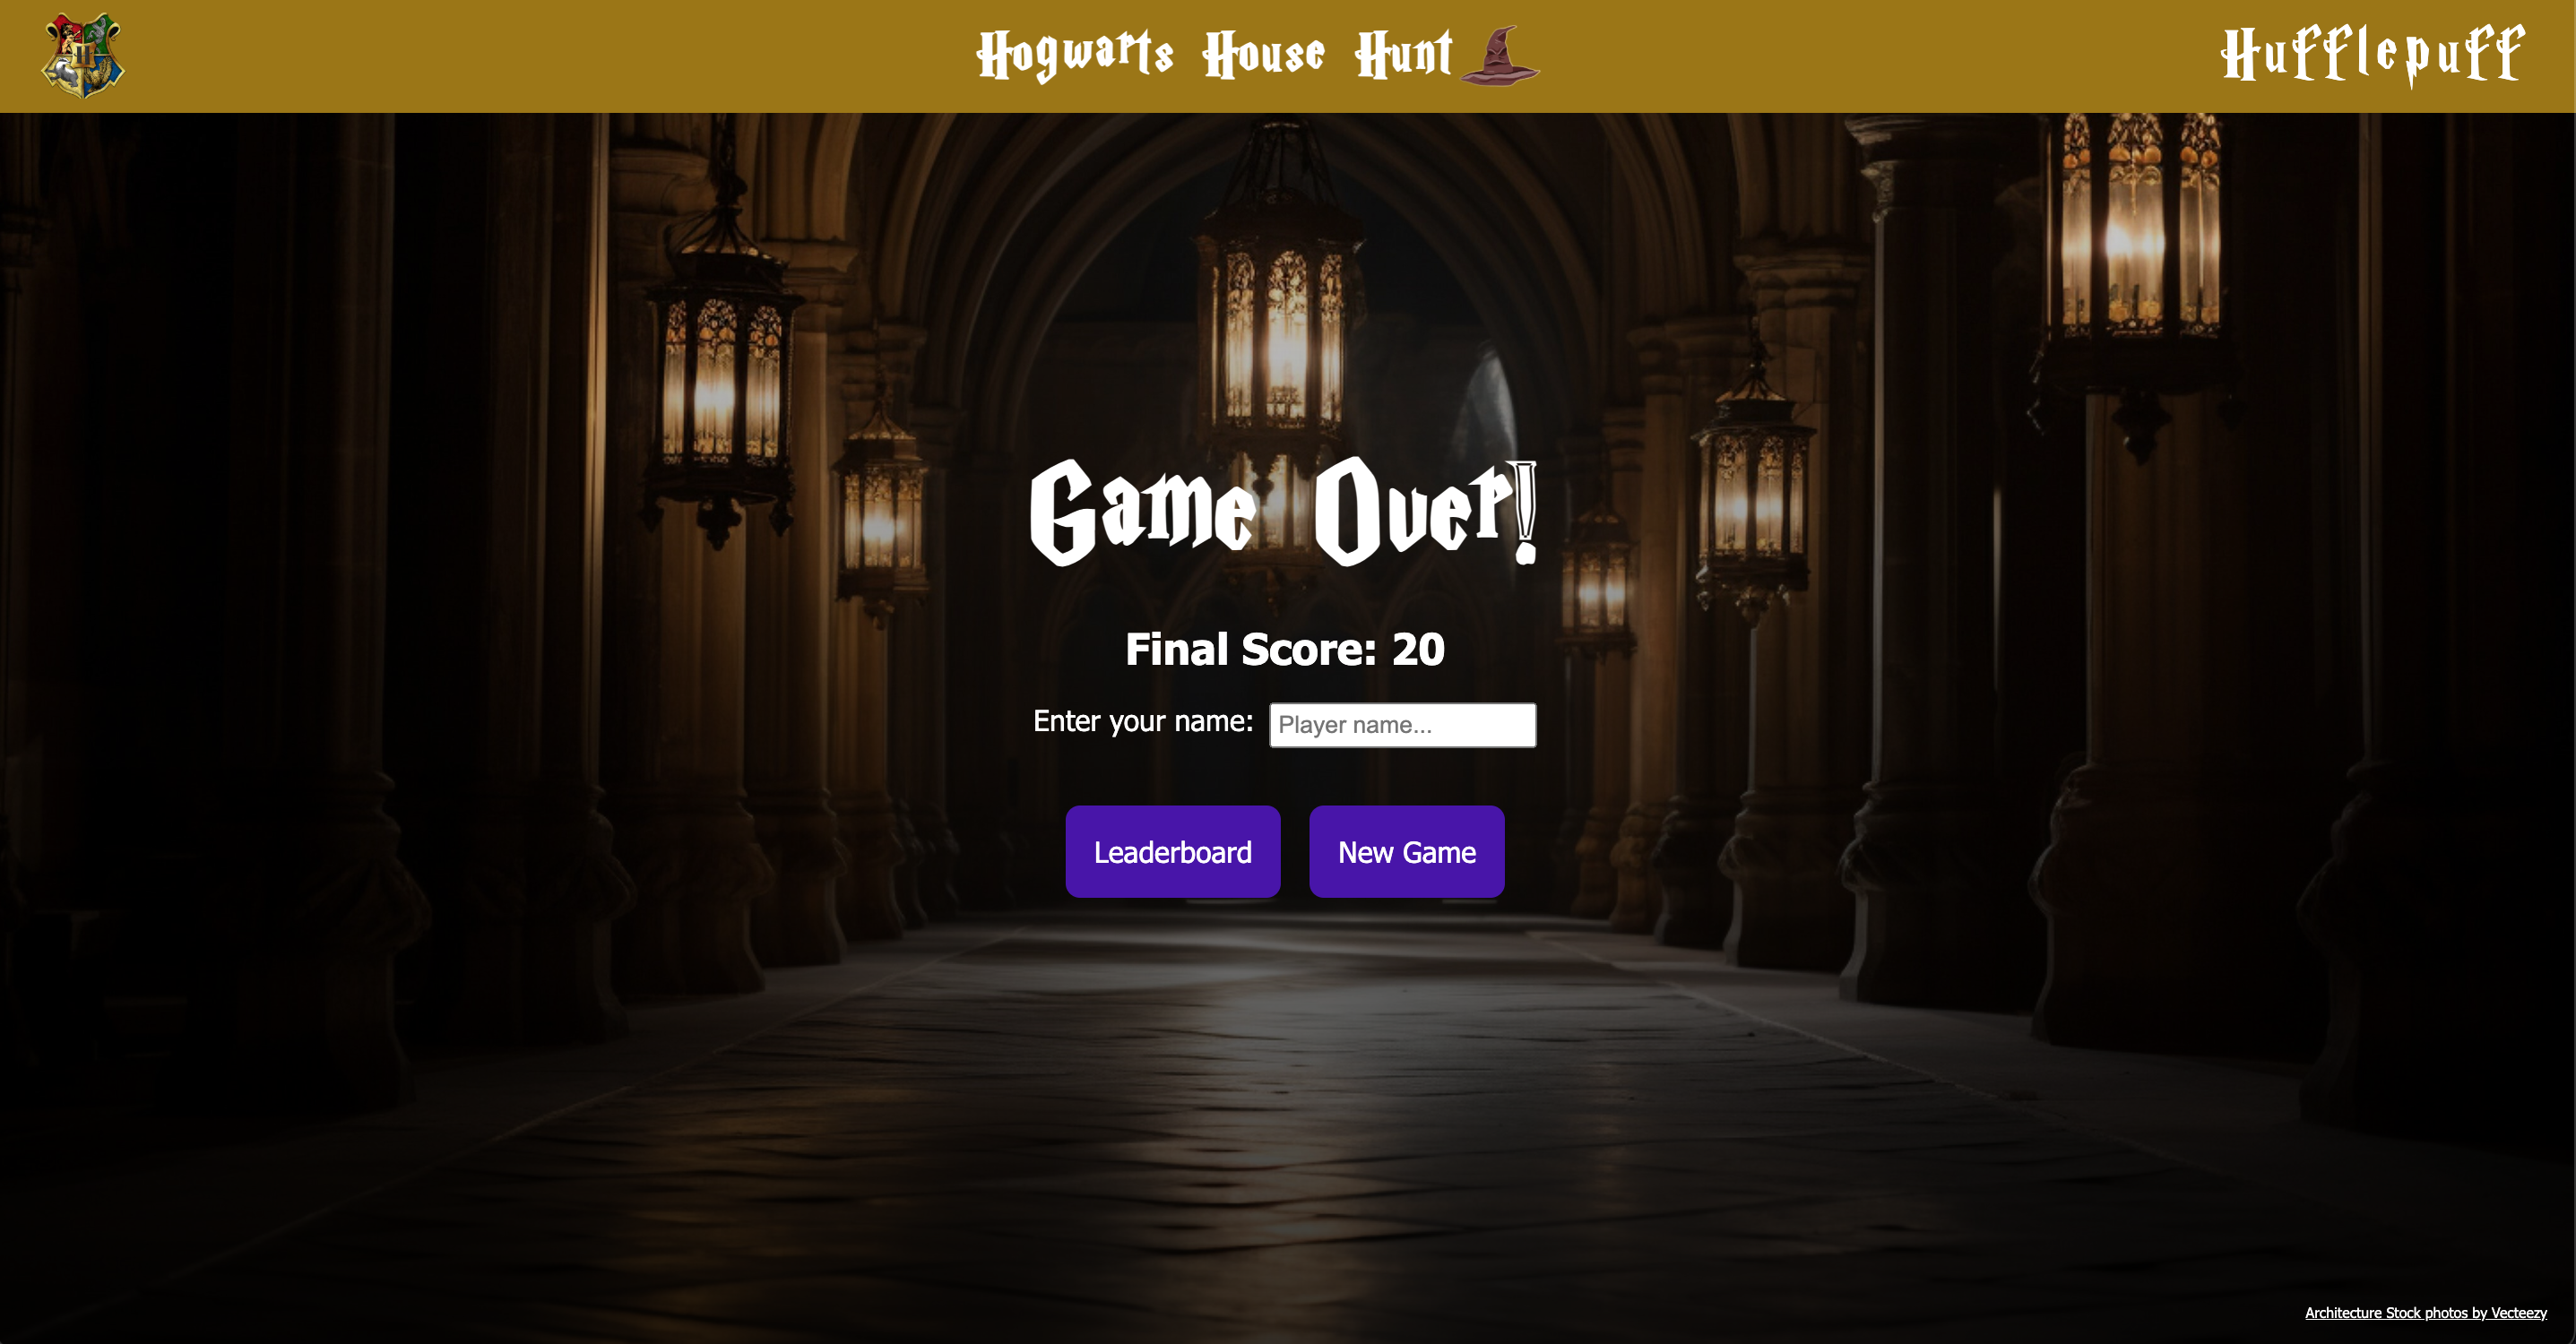 Hogwarts House Hunt
Hufflepuff
Game Over!
Final Score: 20
Enter your name: Player name...
Leaderboard New Game
Architecture Stock photos by Vecteezy